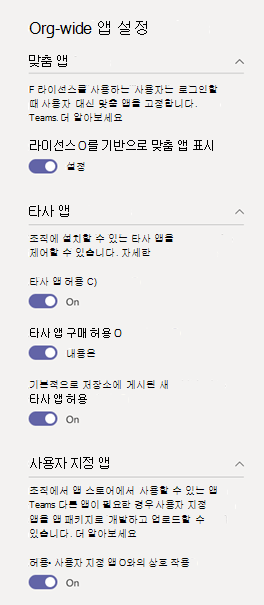 Org-wide 앱 설정
맞춤 앱
F 라이선스를 사용하는 사용자는 로그인할
때 사용자 대신 맞춤 앱을 고정합니다.
Teams. 더 알아보세요
라이선스 O를 기반으로 맞춤 앱 표시
설정
타사 앱
조직에 설치할 수 있는 타사 앱을
제어할 수 있습니다. 자세한
타사 앱 허용 C)
On
타사 앱 구매 허용 O
내용은
기본적으로 저장소에 게시된 새
타사 앱 허용
On
사용자 지정 앱
조직에서 앱 스토어에서 사용할 수 있는 앱
Teams 다른 앱이 필요한 경우 사용자 지정
앱을 앱 패키지로 개발하고 업로드할 수
있습니다. 더 알아보세요
허용• 사용자 지정 앱 O와의 상호 작용
On